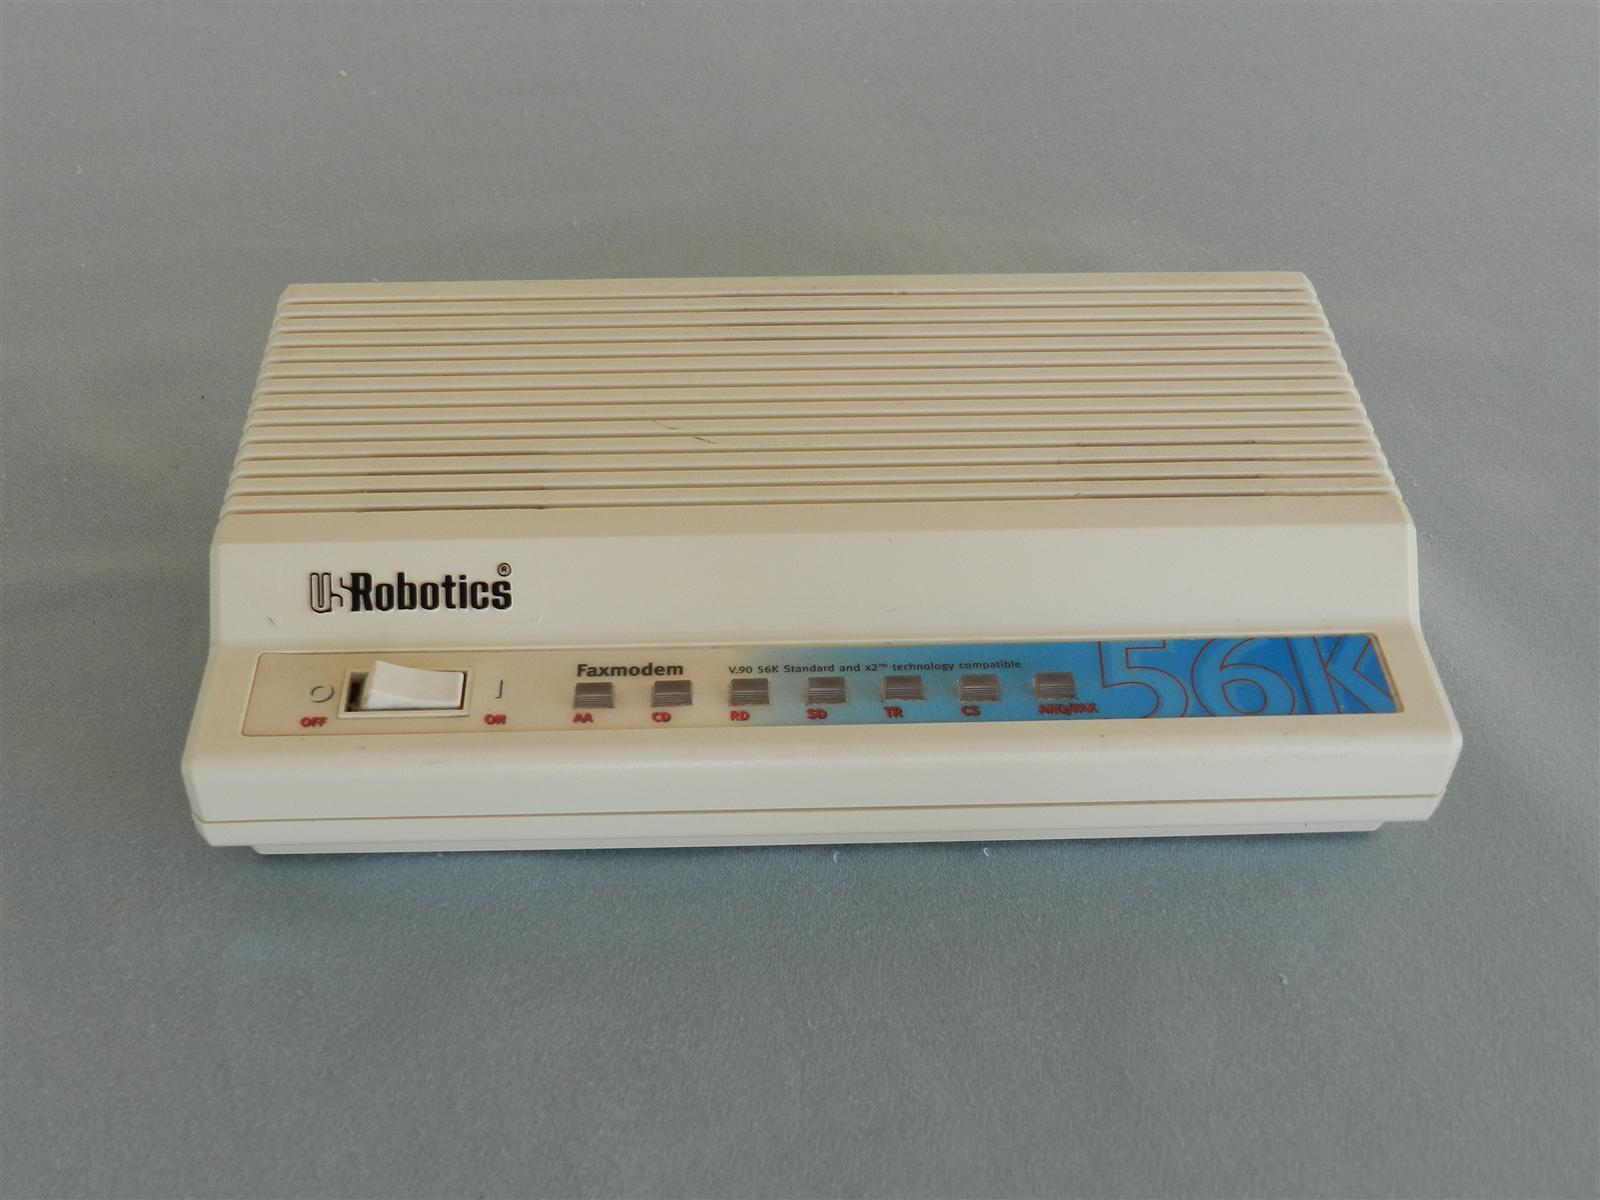 USRobotics®
Faxmodem
V.90 56K Standard and x2™ technology compatible
56K
OFF
ON
AA
CD
RD
SD
TR
CS
ARQ/FAX